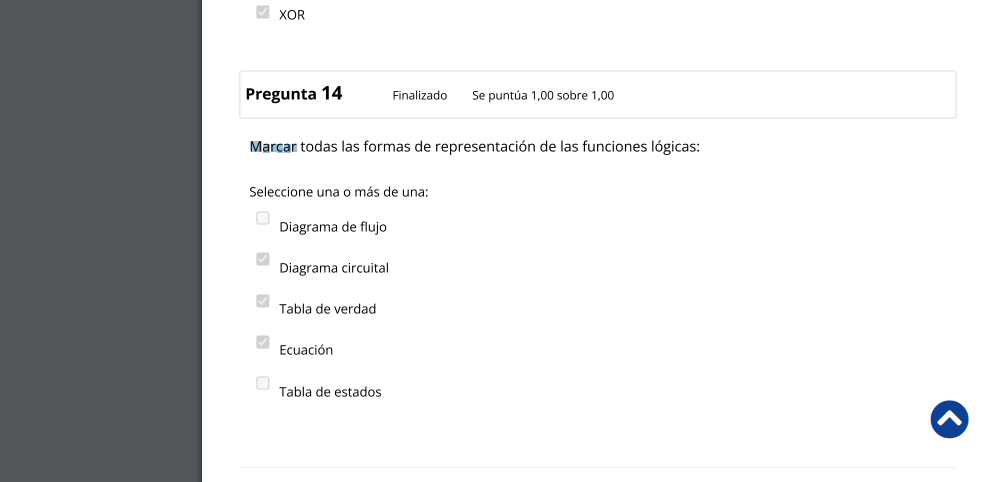 XOR
Pregunta 14 Finalizado Se puntúa 1,00 sobre 1,00
Marcar todas las formas de representación de las funciones lógicas:
Seleccione una o más de una:
Diagrama de flujo
Diagrama circuital
Tabla de verdad
Ecuación
Tabla de estados